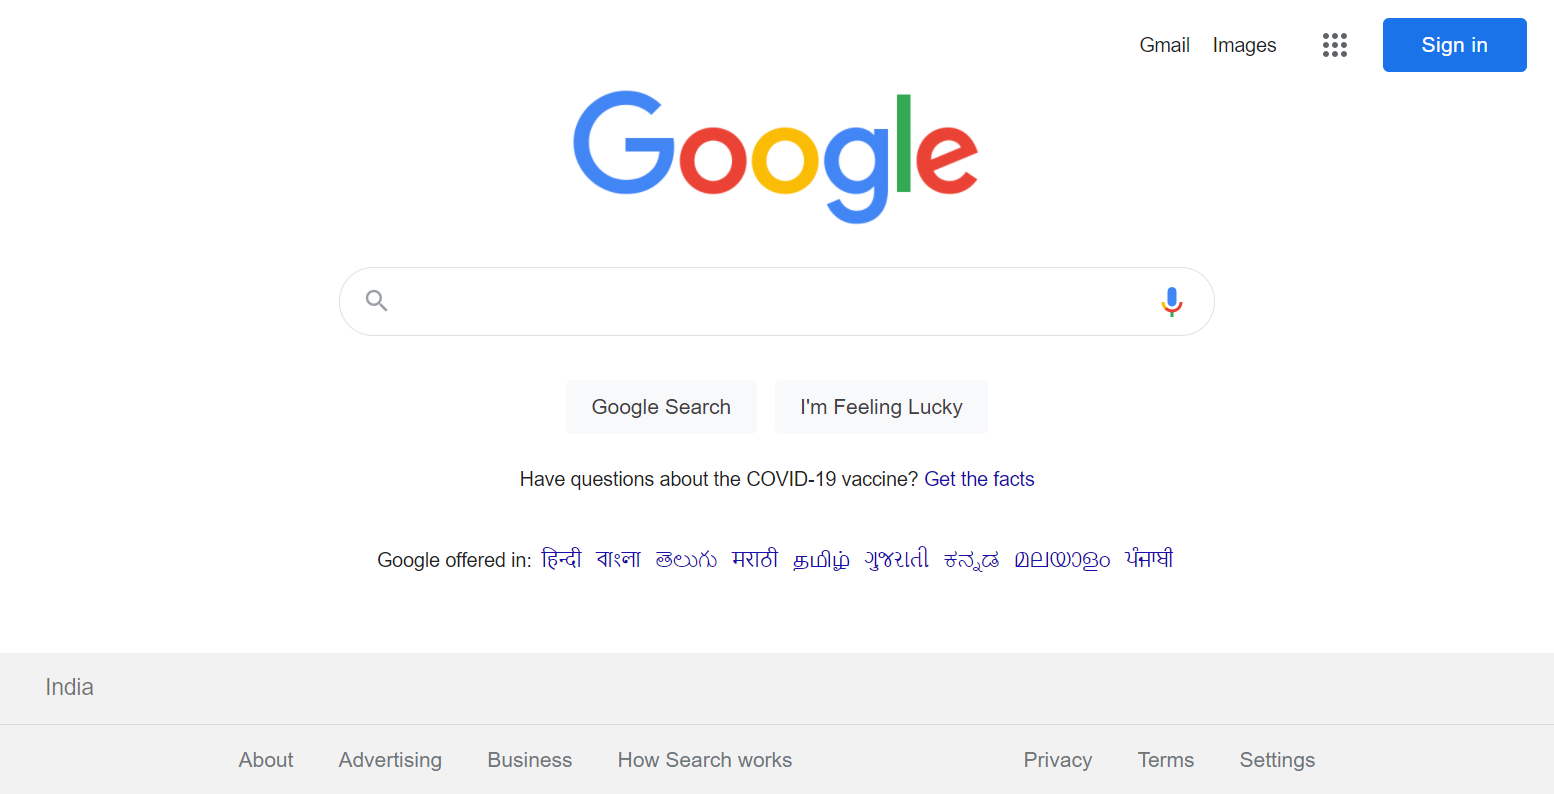 Gmail Images Sign in
Google
Google Search I'm Feeling Lucky
Have questions about the COVID-19 vaccine? Get the facts
Google offered in: हिन्दी বাংলা తెలుగు मराठी தமிழ் ગુજરાતી ಕನ್ನಡ മലയാളം ਪੰਜਾਬੀ
India
About Advertising Business How Search works Privacy Terms Settings